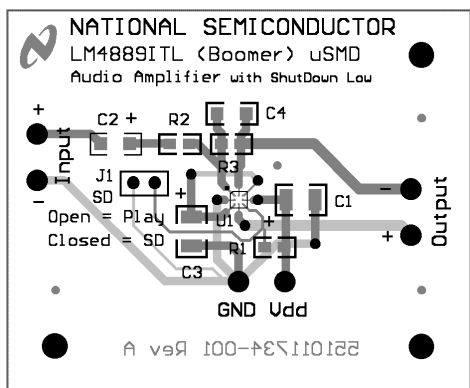 NATIONAL SEMICONDUCTOR
LM4889ITL (Boomer) uSMD
Audio Amplifier with ShutDown Low
+
C2 +
R2
C4
Input
R3
J1
-
SD
+
C1
-
Output
Open = Play
U1
+
+
Closed = SD
R1
C3
GND Vdd
551011734-001 Rev A